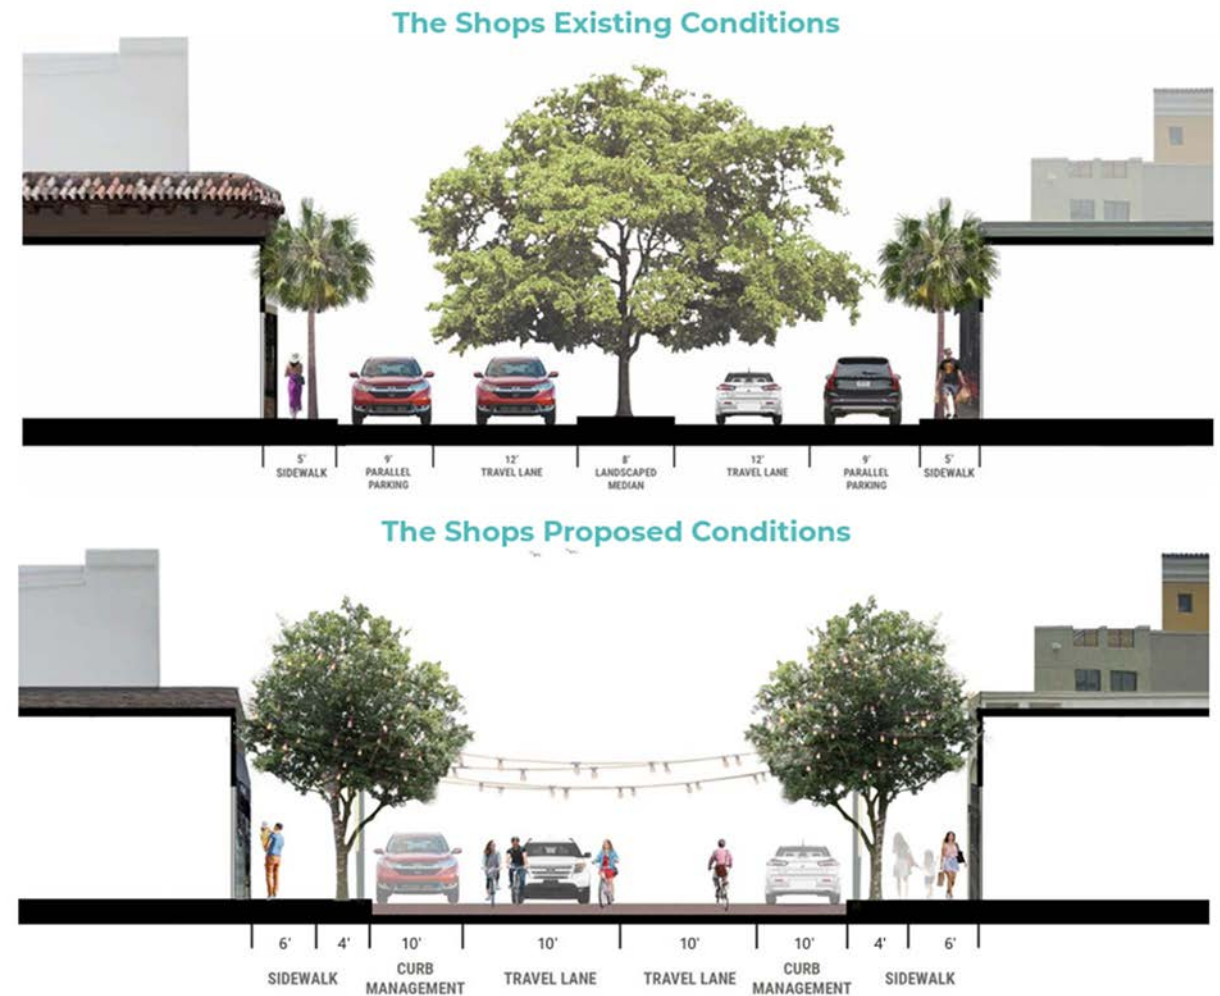 The Shops Existing Conditions
5'
SIDEWALK
9'
PARALLEL
PARKING
12'
TRAVEL LANE
8'
LANDSCAPED
MEDIAN
12'
TRAVEL LANE
9'
PARALLEL
PARKING
5'
SIDEWALK
The Shops Proposed Conditions
6' 4' 10' 10' 10' 10' 4' 6'
SIDEWALK
CURB
MANAGEMENT
TRAVEL LANE
TRAVEL LANE
CURB
MANAGEMENT
SIDEWALK